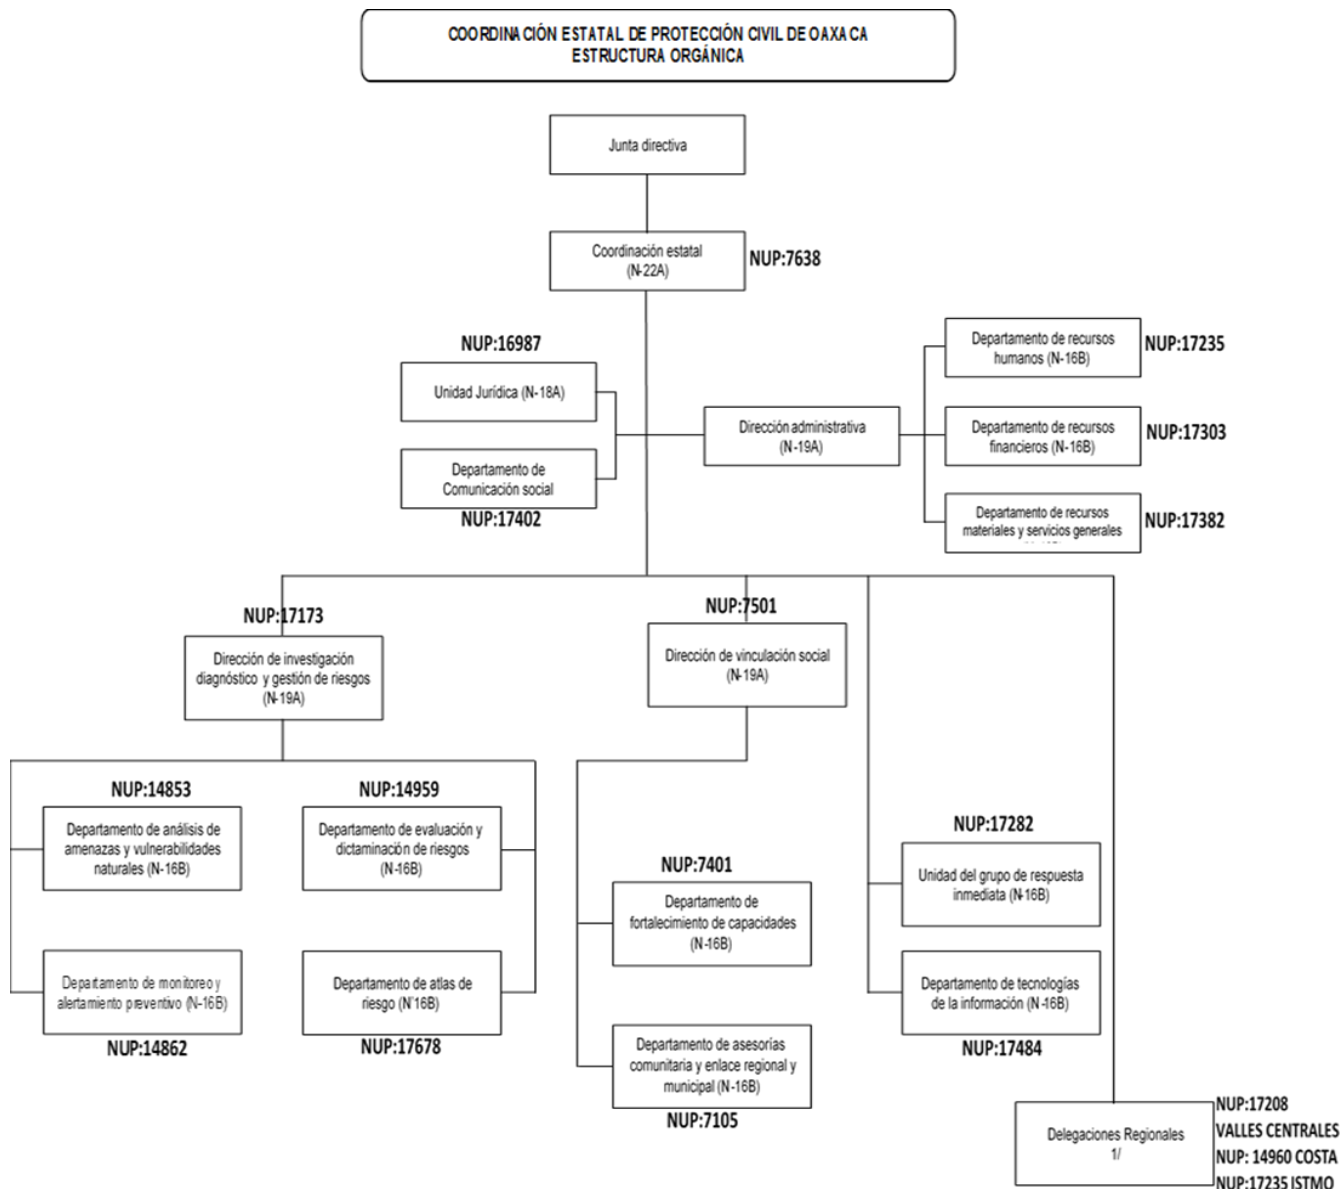 COORDINACIÓN ESTATAL DE PROTECCIÓN CIVIL DE OAXACA
ESTRUCTURA ORGÁNICA
Junta directiva
Coordinación estatal
(N-22A)
NUP:7638
NUP:16987
Unidad Jurídica (N-18A)
Departamento de
Comunicación social
NUP:17402
Dirección administrativa
(N-19A)
Departamento de recursos
humanos (N-16B)
NUP:17235
Departamento de recursos
financieros (N-16B)
NUP:17303
Departamento de recursos
materiales y servicios generales
NUP:17382
NUP:17173
Dirección de investigación
diagnóstico y gestión de riesgos
(N-19A)
NUP:7501
Dirección de vinculación social
(N-19A)
NUP:14853
Departamento de análisis de
amenazas y vulnerabilidades
naturales (N-16B)
NUP:14959
Departamento de evaluación y
dictaminación de riesgos
(N-16B)
Departamento de monitoreo y
alertamiento preventivo (N-16B)
NUP:14862
Departamento de atlas de
riesgo (N'16B)
NUP:17678
NUP:7401
Departamento de
fortalecimiento de capacidades
(N-16B)
Departamento de asesorías
comunitaria y enlace regional y
municipal (N-16B)
NUP:7105
NUP:17282
Unidad del grupo de respuesta
inmediata (N-16B)
Departamento de tecnologías
de la información (N-16B)
NUP:17484
Delegaciones Regionales
1/
NUP:17208
VALLES CENTRALES
NUP: 14960 COSTA
NUP:17235 ISTMO